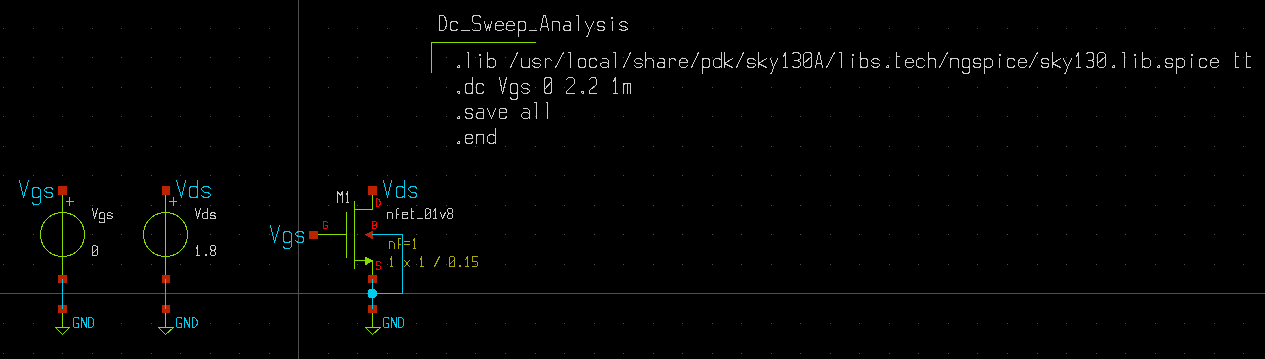 Dc_Sweep_Analysis
.lib /usr/local/share/pdk/sky130A/libs.tech/ngspice/sky130.lib.spice tt
.dc Vgs 0 2.2 1m
.save all
.end
Vgs
+
Vgs
0
GND
Vds
+
Vds
1.8
GND
Vgs
G
M1
Vds
D
nfet_01v8
B
nf=1
1 x 1 / 0.15
S
GND